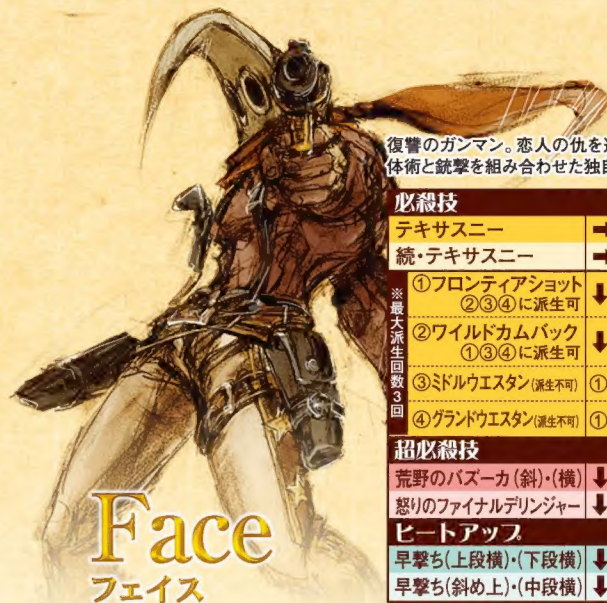 復讐のガンマン。恋人の仇を
体術と銃撃を組み合わせた独
必殺技
テキサスニー ➡
続・テキサスニー ➡
※最大派生回数3回
①フロンティアショット ⬇
②③④に派生可
②ワイルドカムバック ⬇
①③④に派生可
③ミドルウエスタン(派生不可) ①
④グランドウエスタン(派生不可) ①
超必殺技
荒野のバズーカ(斜)・(横) ⬇
怒りのファイナルデリンジャー ⬇
ヒートアップ
早撃ち(上段横)・(下段横) ⬇
早撃ち(斜め上)・(中段横) ⬇
Face
フェイス